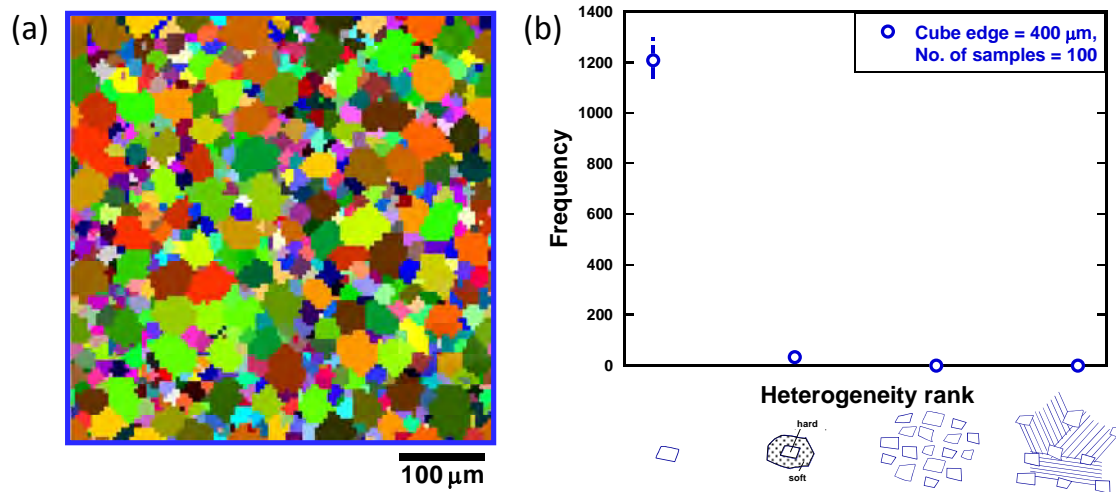 (a)
100 µm
(b)
1400
1200
1000
800
600
400
200
0
Frequency
Cube edge = 400 µm,
No. of samples = 100
Heterogeneity rank
hard
soft